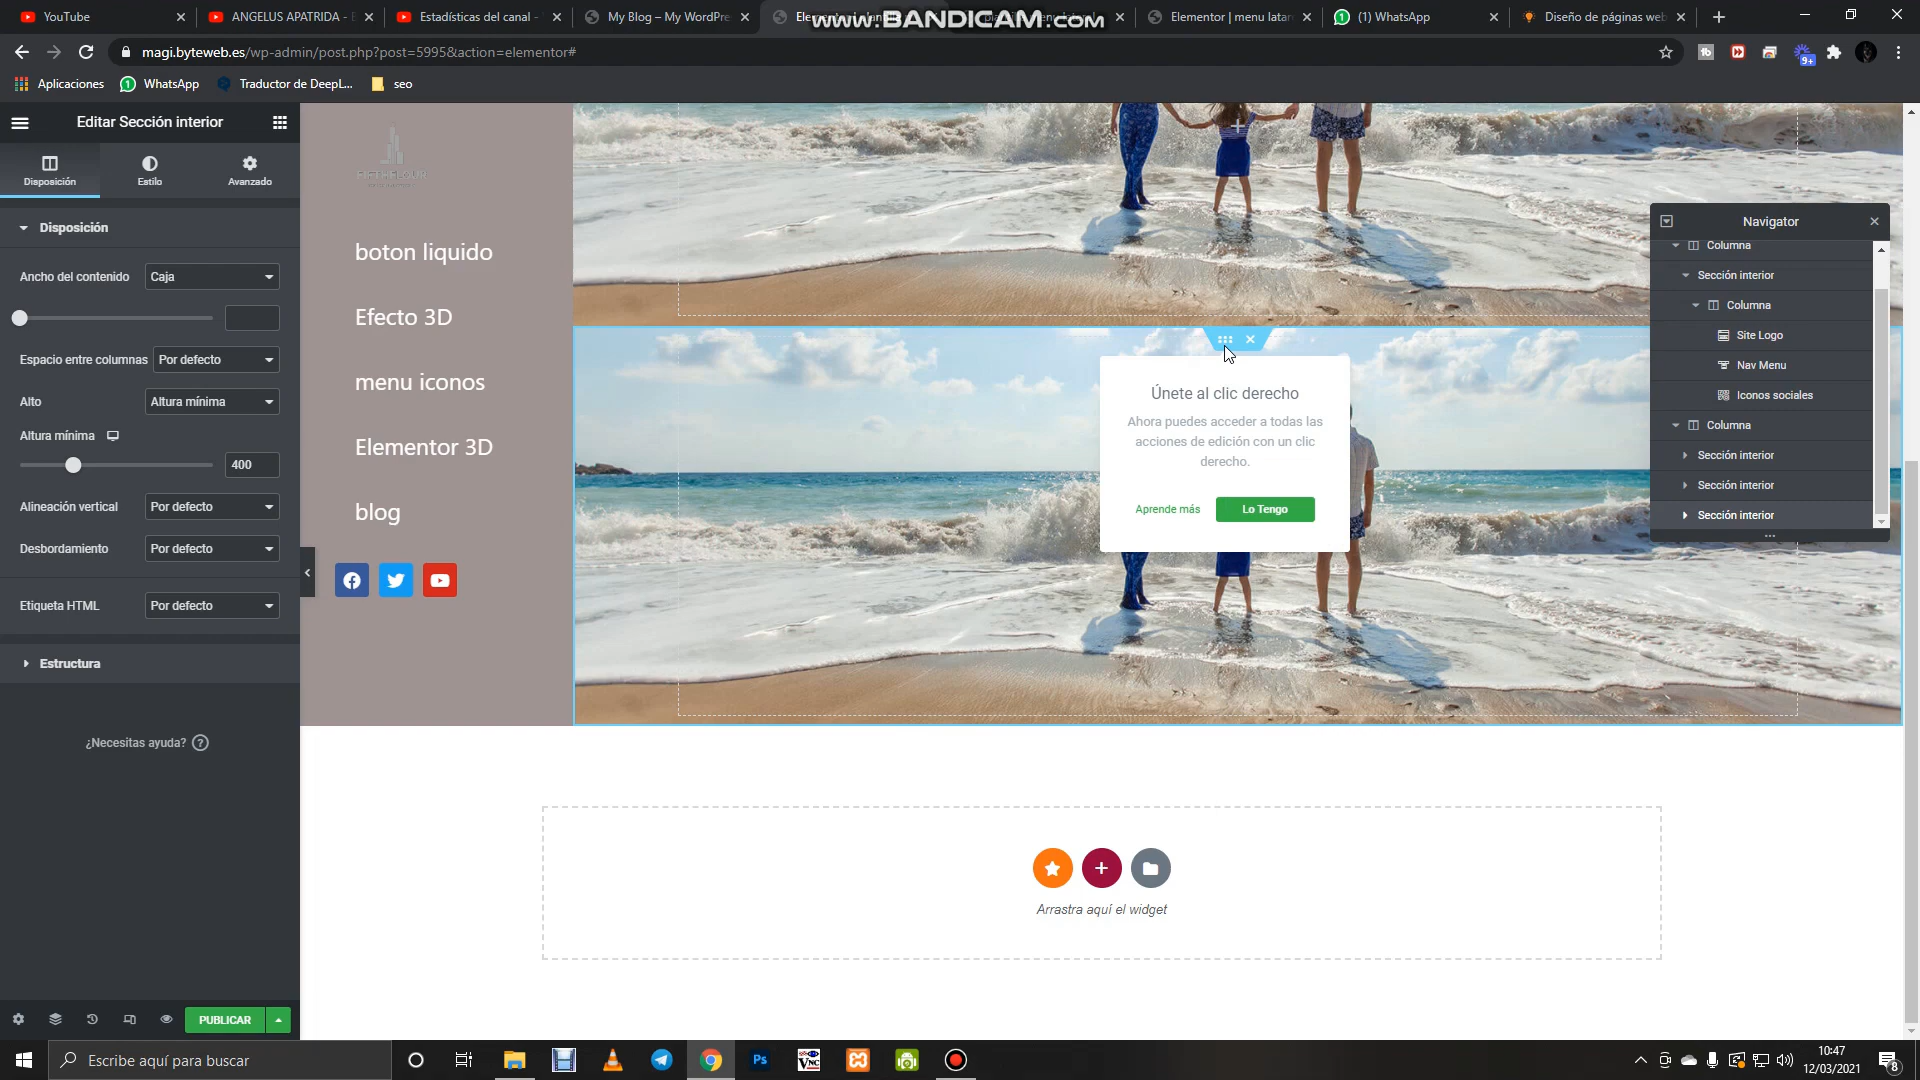 YouTube
ANGELUS APATRIDA -
Estadísticas del canal -
My Blog – My WordPre
Elementor
www.BANDICAM.com
Elementor | menu latan
(1) WhatsApp
Diseño de páginas web
magi.byteweb.es/wp-admin/post.php?post=5995&action=elementor#
9+
Aplicaciones
WhatsApp
Traductor de DeepL...
seo
Editar Sección interior
Disposición
Estilo
Avanzado
Disposición
Ancho del contenido
Caja
Espacio entre columnas
Por defecto
Alto
Altura mínima
Altura mínima
400
Alineación vertical
Por defecto
Desbordamiento
Por defecto
Etiqueta HTML
Por defecto
Estructura
¿Necesitas ayuda?
PUBLICAR
boton liquido
Efecto 3D
menu iconos
Elementor 3D
blog
Únete al clic derecho
Ahora puedes acceder a todas las
acciones de edición con un clic
derecho.
Aprende más
Lo Tengo
Navigator
Columna
Sección interior
Columna
Site Logo
Nav Menu
Iconos sociales
Columna
Sección interior
Sección interior
Sección interior
Arrastra aquí el widget
Escribe aquí para buscar
Ps
VNC
10:47
12/03/2021
8